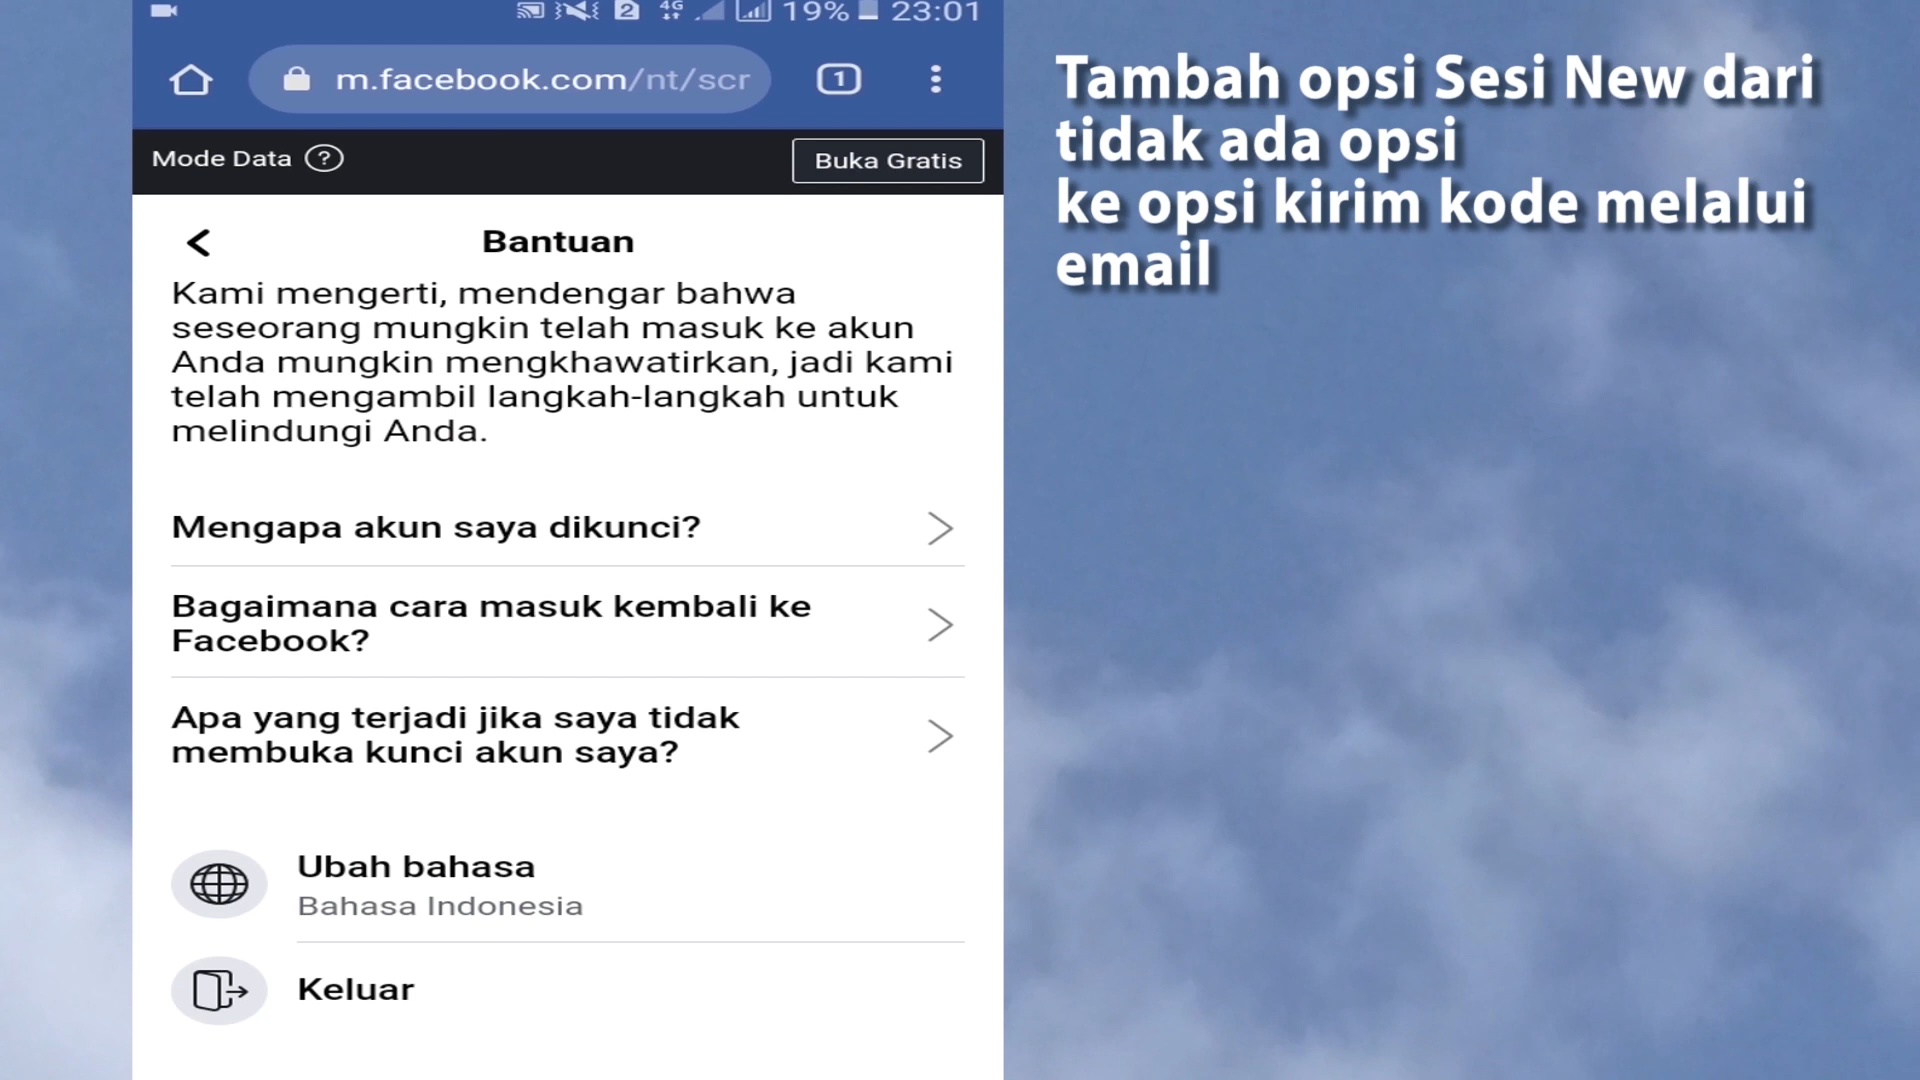 2 4G 19% 23:01
m.facebook.com/nt/scr
1
Mode Data ?
Buka Gratis
Bantuan
Kami mengerti, mendengar bahwa
seseorang mungkin telah masuk ke akun
Anda mungkin mengkhawatirkan, jadi kami
telah mengambil langkah-langkah untuk
melindungi Anda.
Mengapa akun saya dikunci?
Bagaimana cara masuk kembali ke
Facebook?
Apa yang terjadi jika saya tidak
membuka kunci akun saya?
Ubah bahasa
Bahasa Indonesia
Keluar
Tambah opsi Sesi New dari
tidak ada opsi
ke opsi kirim kode melalui
email